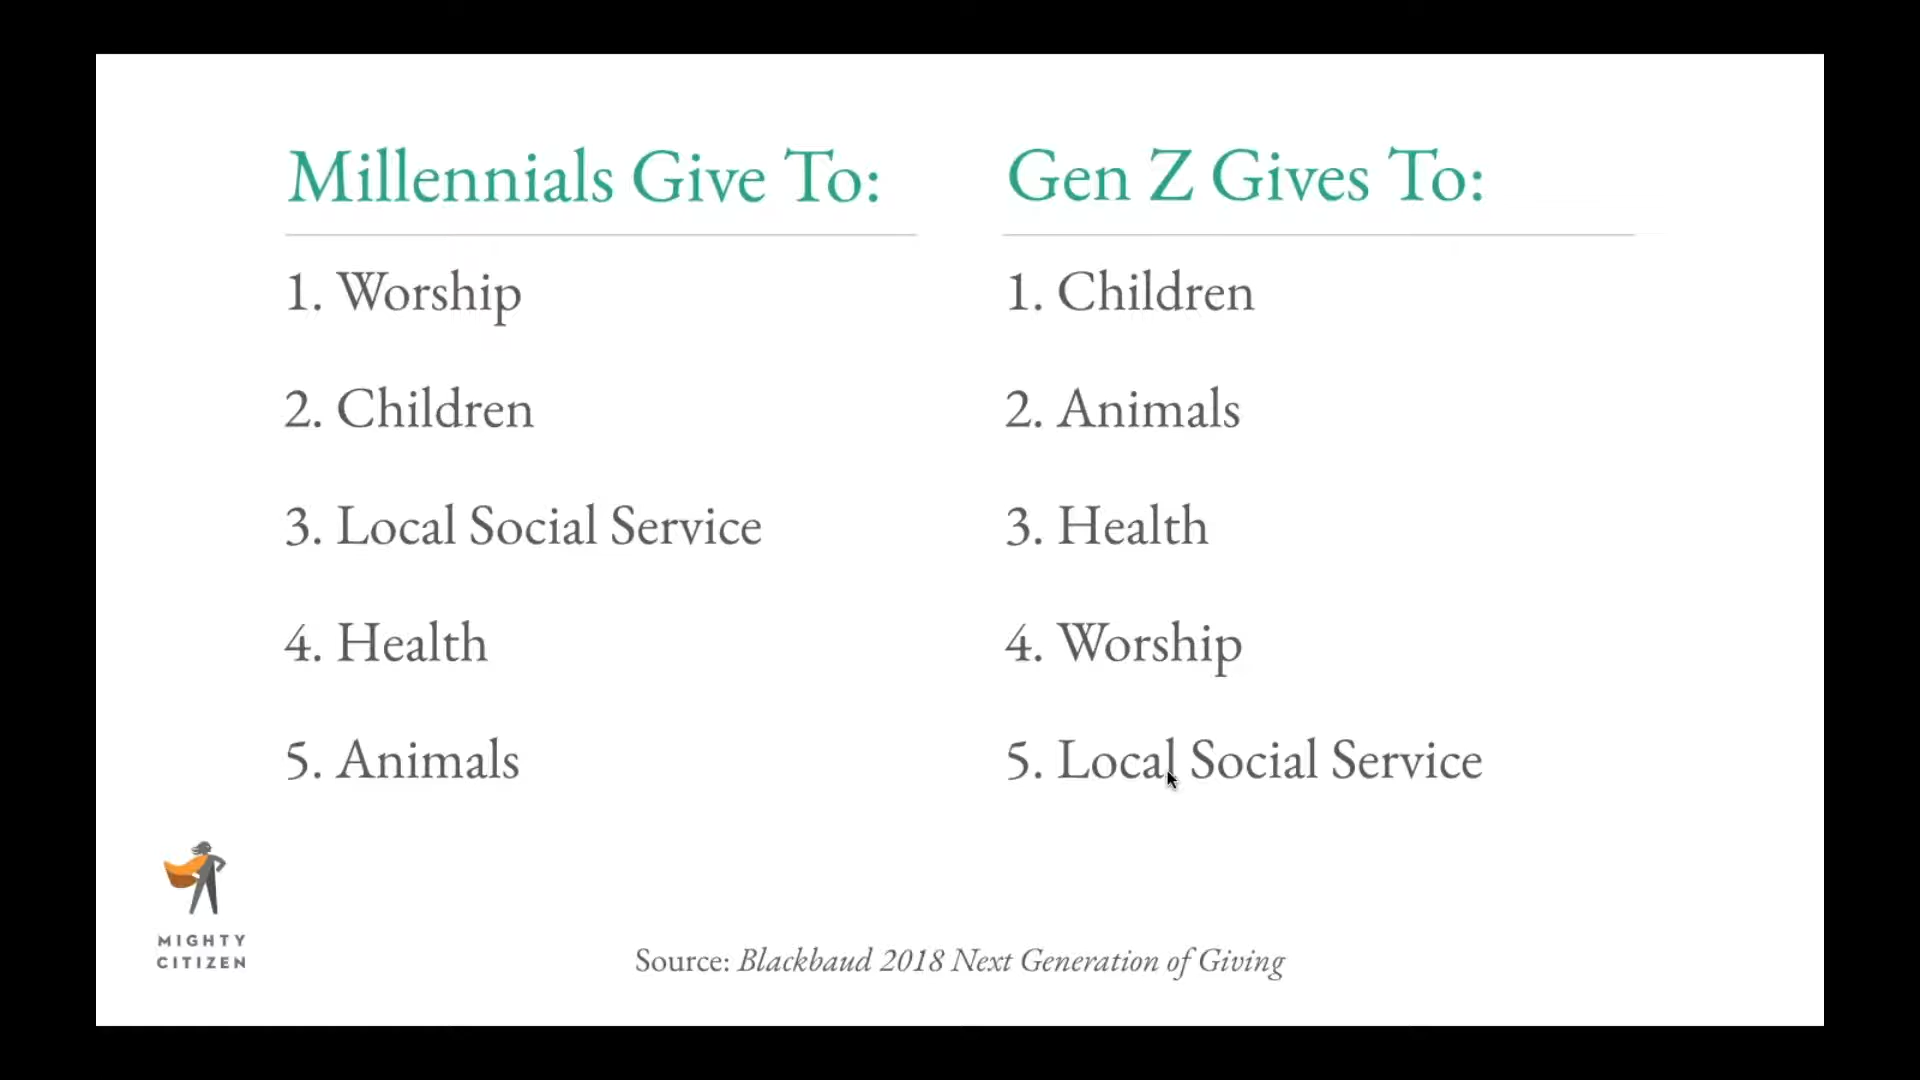 Millennials Give To:
1. Worship
2. Children
3. Local Social Service
4. Health
5. Animals
Gen Z Gives To:
1. Children
2. Animals
3. Health
4. Worship
5. Local Social Service
MIGHTY
CITIZEN
Source: Blackbaud 2018 Next Generation of Giving